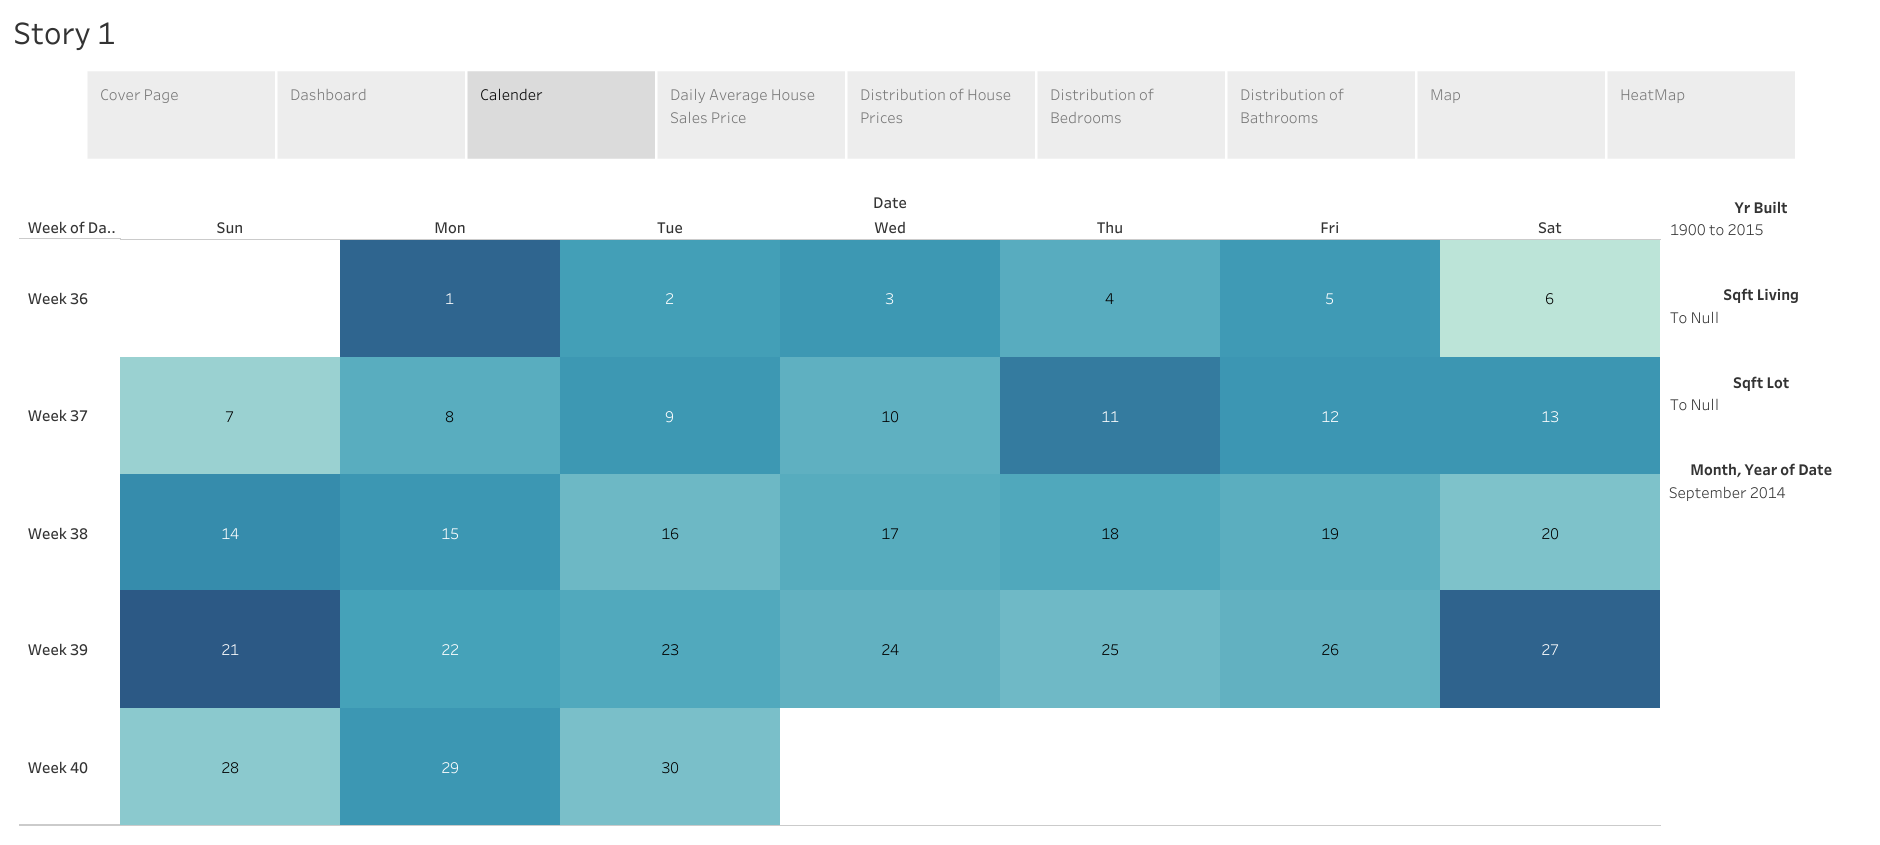 Story 1
Cover Page
Dashboard
Calender
Daily Average House
Sales Price
Distribution of House
Prices
Distribution of
Bedrooms
Distribution of
Bathrooms
Map
HeatMap
Date
Week of Da.. Sun Mon Tue Wed Thu Fri Sat
Week 36 1 2 3 4 5 6
Week 37 7 8 9 10 11 12 13
Week 38 14 15 16 17 18 19 20
Week 39 21 22 23 24 25 26 27
Week 40 28 29 30
Yr Built
1900 to 2015
Sqft Living
To Null
Sqft Lot
To Null
Month, Year of Date
September 2014